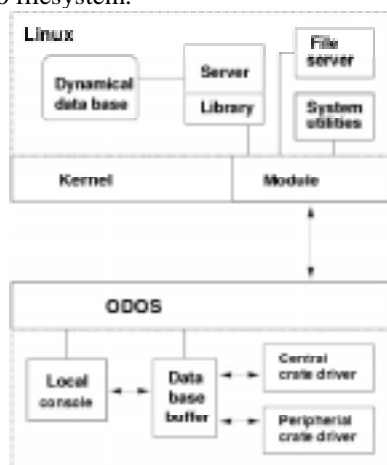 filesystem.
Linux
File
server
Server
Dynamical
data base
Library
System
utilities
Kernel
Module
ODOS
Local
console
Data
base
buffer
Central
crate driver
Peripherial
crate driver